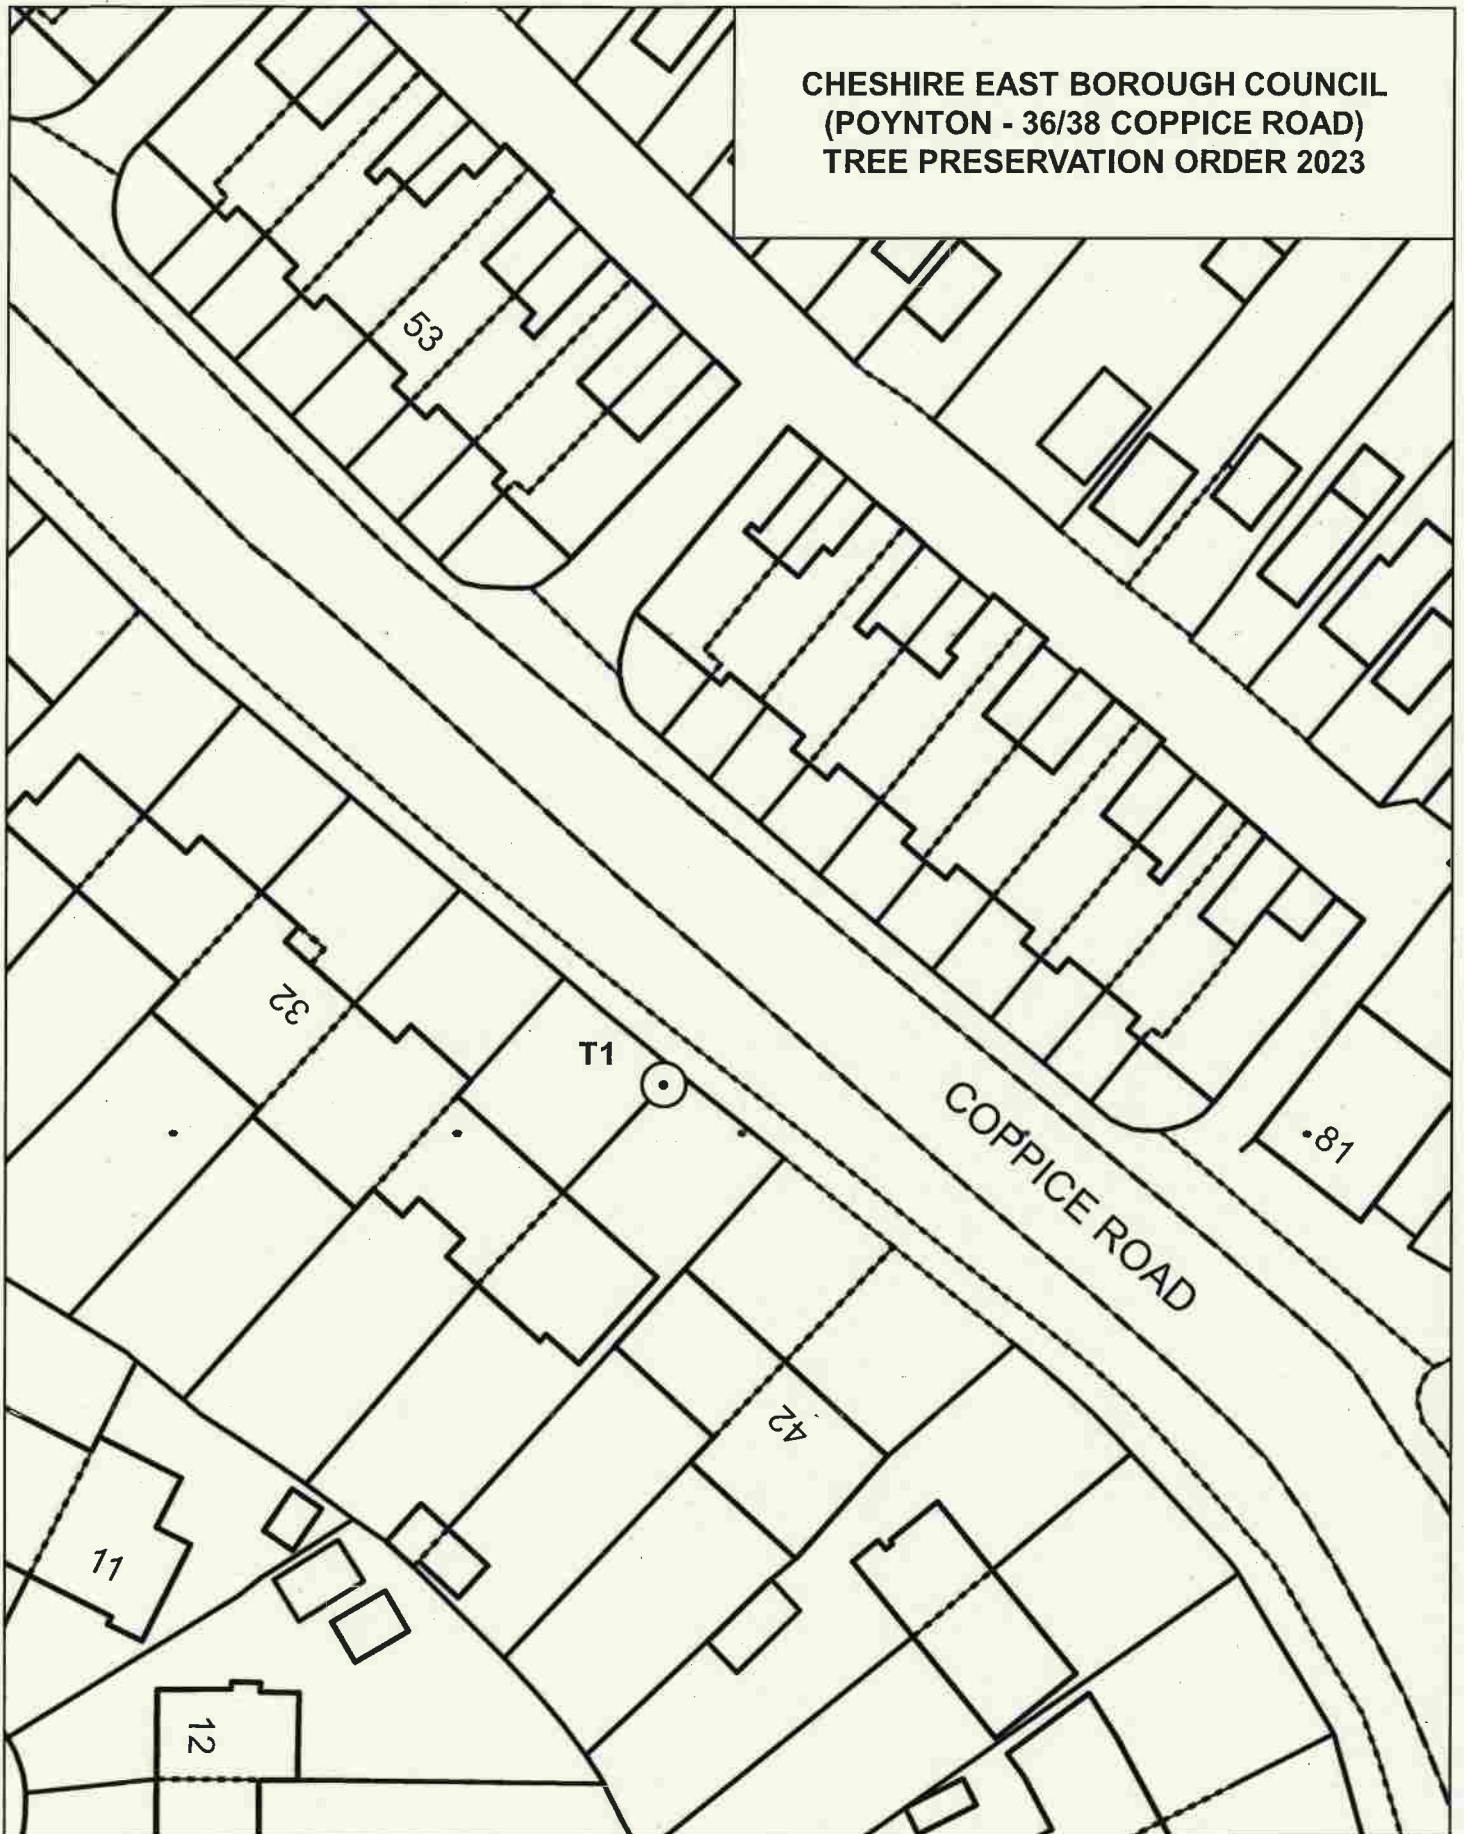 CHESHIRE EAST BOROUGH COUNCIL
(POYNTON - 36/38 COPPICE ROAD)
TREE PRESERVATION ORDER 2023
53
32
T1
COPPICE ROAD
81
42
11
12